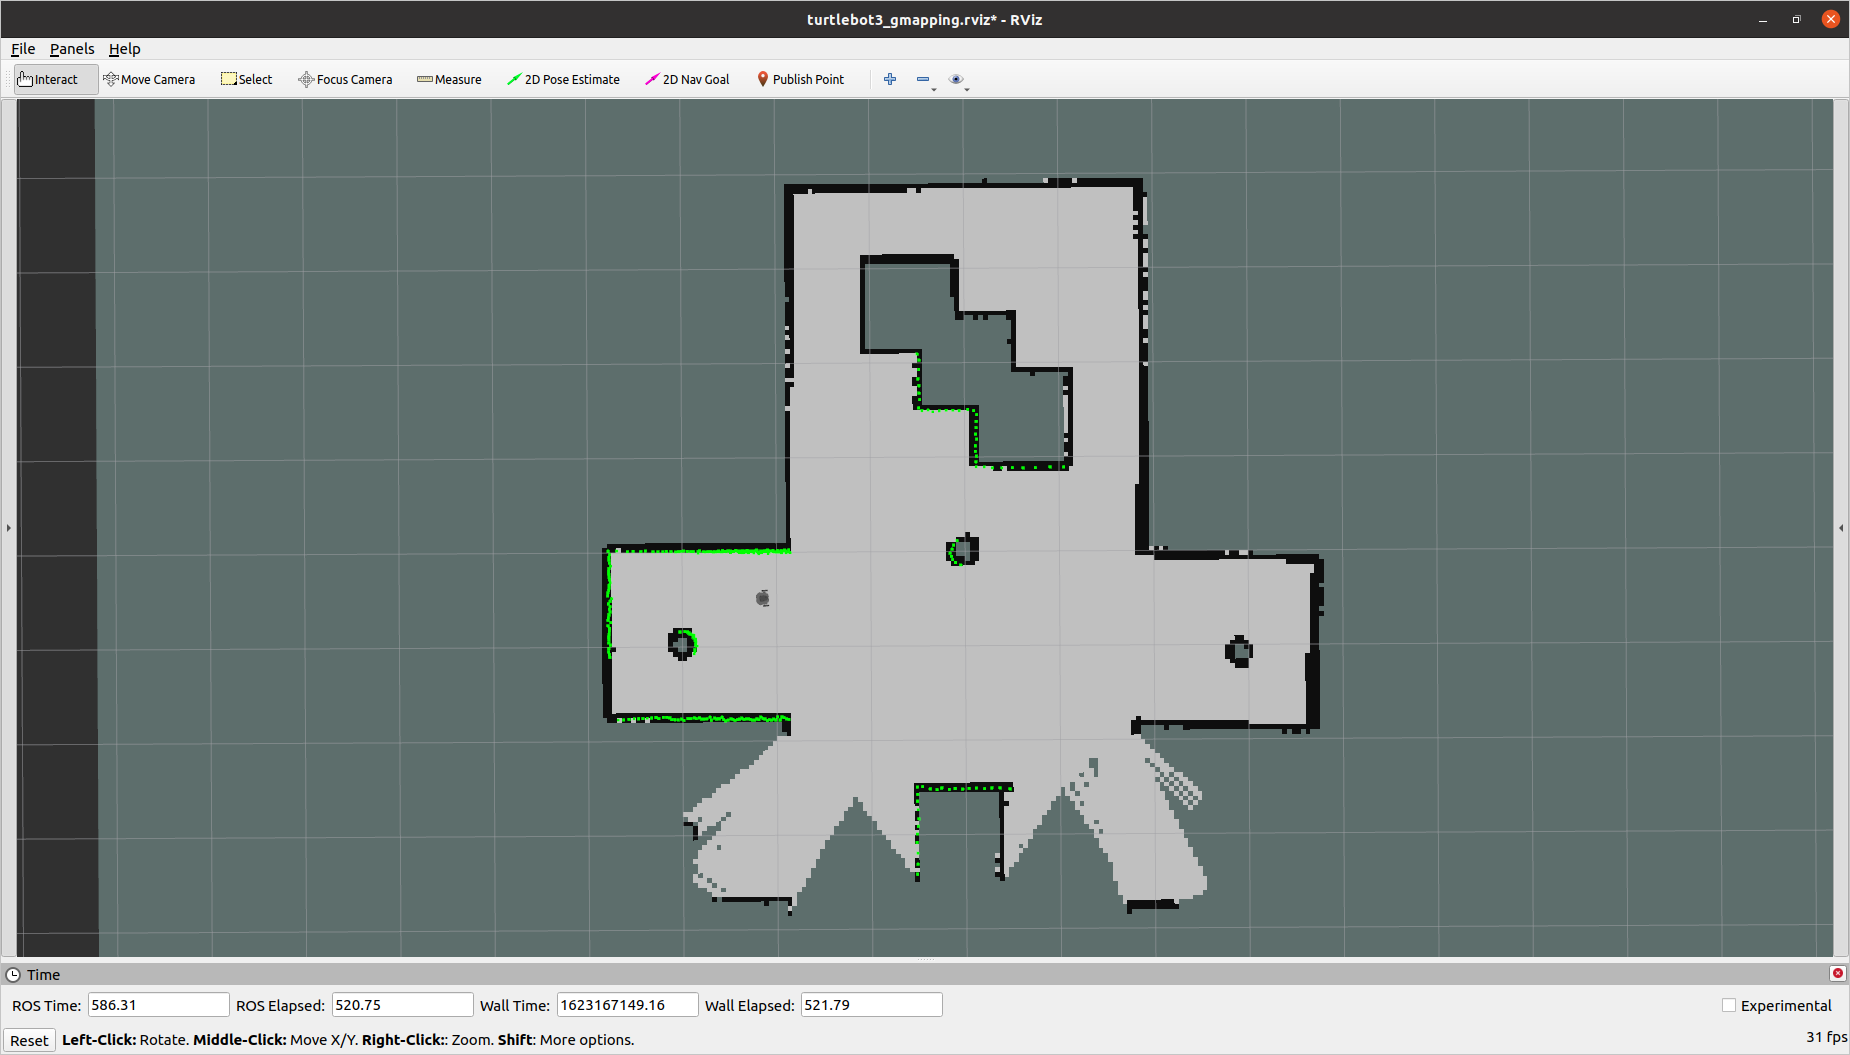 turtlebot3_gmapping.rviz* - RViz
File Panels Help
Interact Move Camera Select Focus Camera Measure 2D Pose Estimate 2D Nav Goal Publish Point
Time
ROS Time: 586.31 ROS Elapsed: 520.75 Wall Time: 1623167149.16 Wall Elapsed: 521.79 Experimental
Reset Left-Click: Rotate. Middle-Click: Move X/Y. Right-Click:: Zoom. Shift: More options. 31 fps